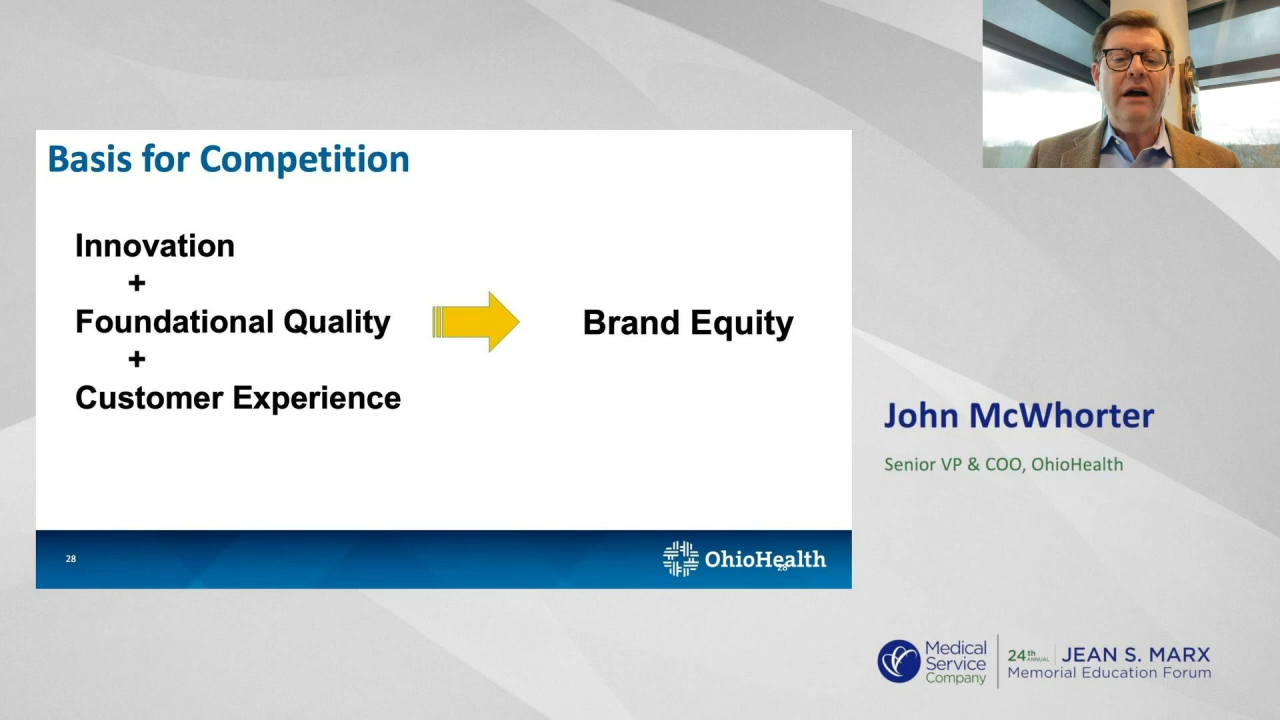 Basis for Competition
Innovation
+
Foundational Quality
+
Customer Experience
Brand Equity
28
OhioHealth
28
John McWhorter
Senior VP & COO, OhioHealth
Medical
Service
Company
24th ANNUAL JEAN S. MARX
Memorial Education Forum